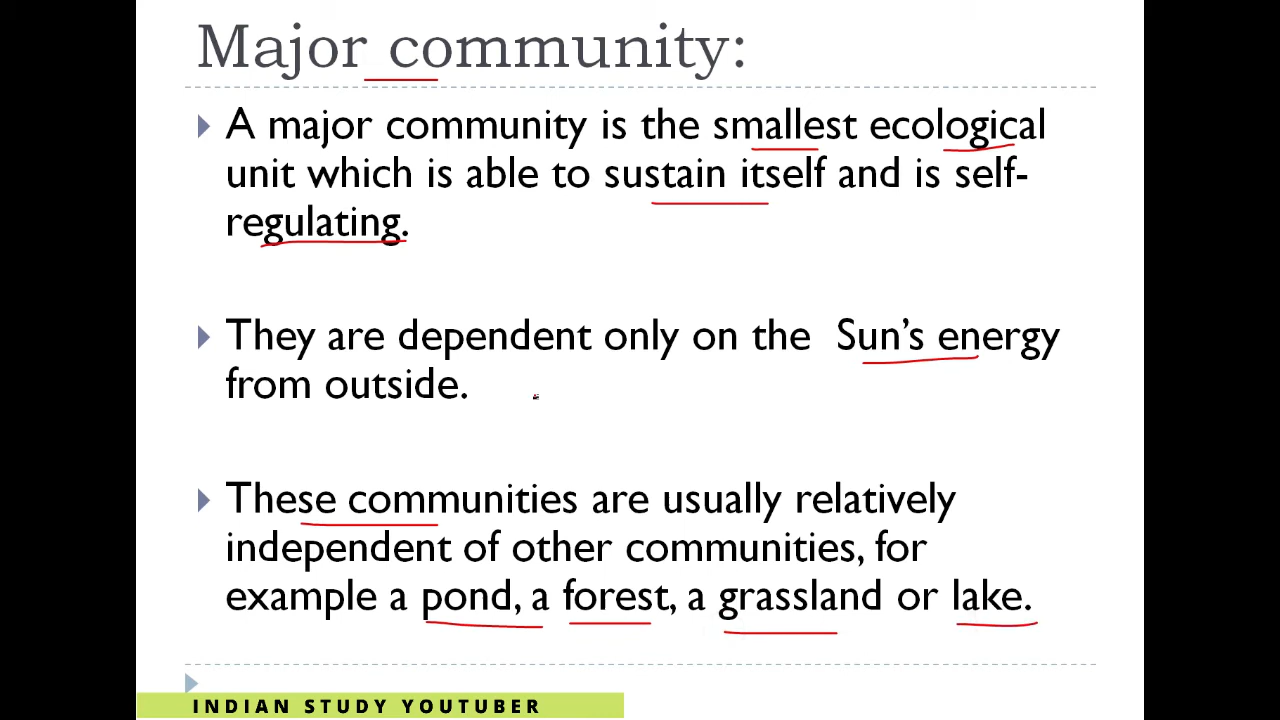 Major community:
A major community is the smallest ecological
unit which is able to sustain itself and is self-
regulating.
They are dependent only on the Sun's energy
from outside.
These communities are usually relatively
independent of other communities, for
example a pond, a forest, a grassland or lake.
INDIAN STUDY YOUTUBER